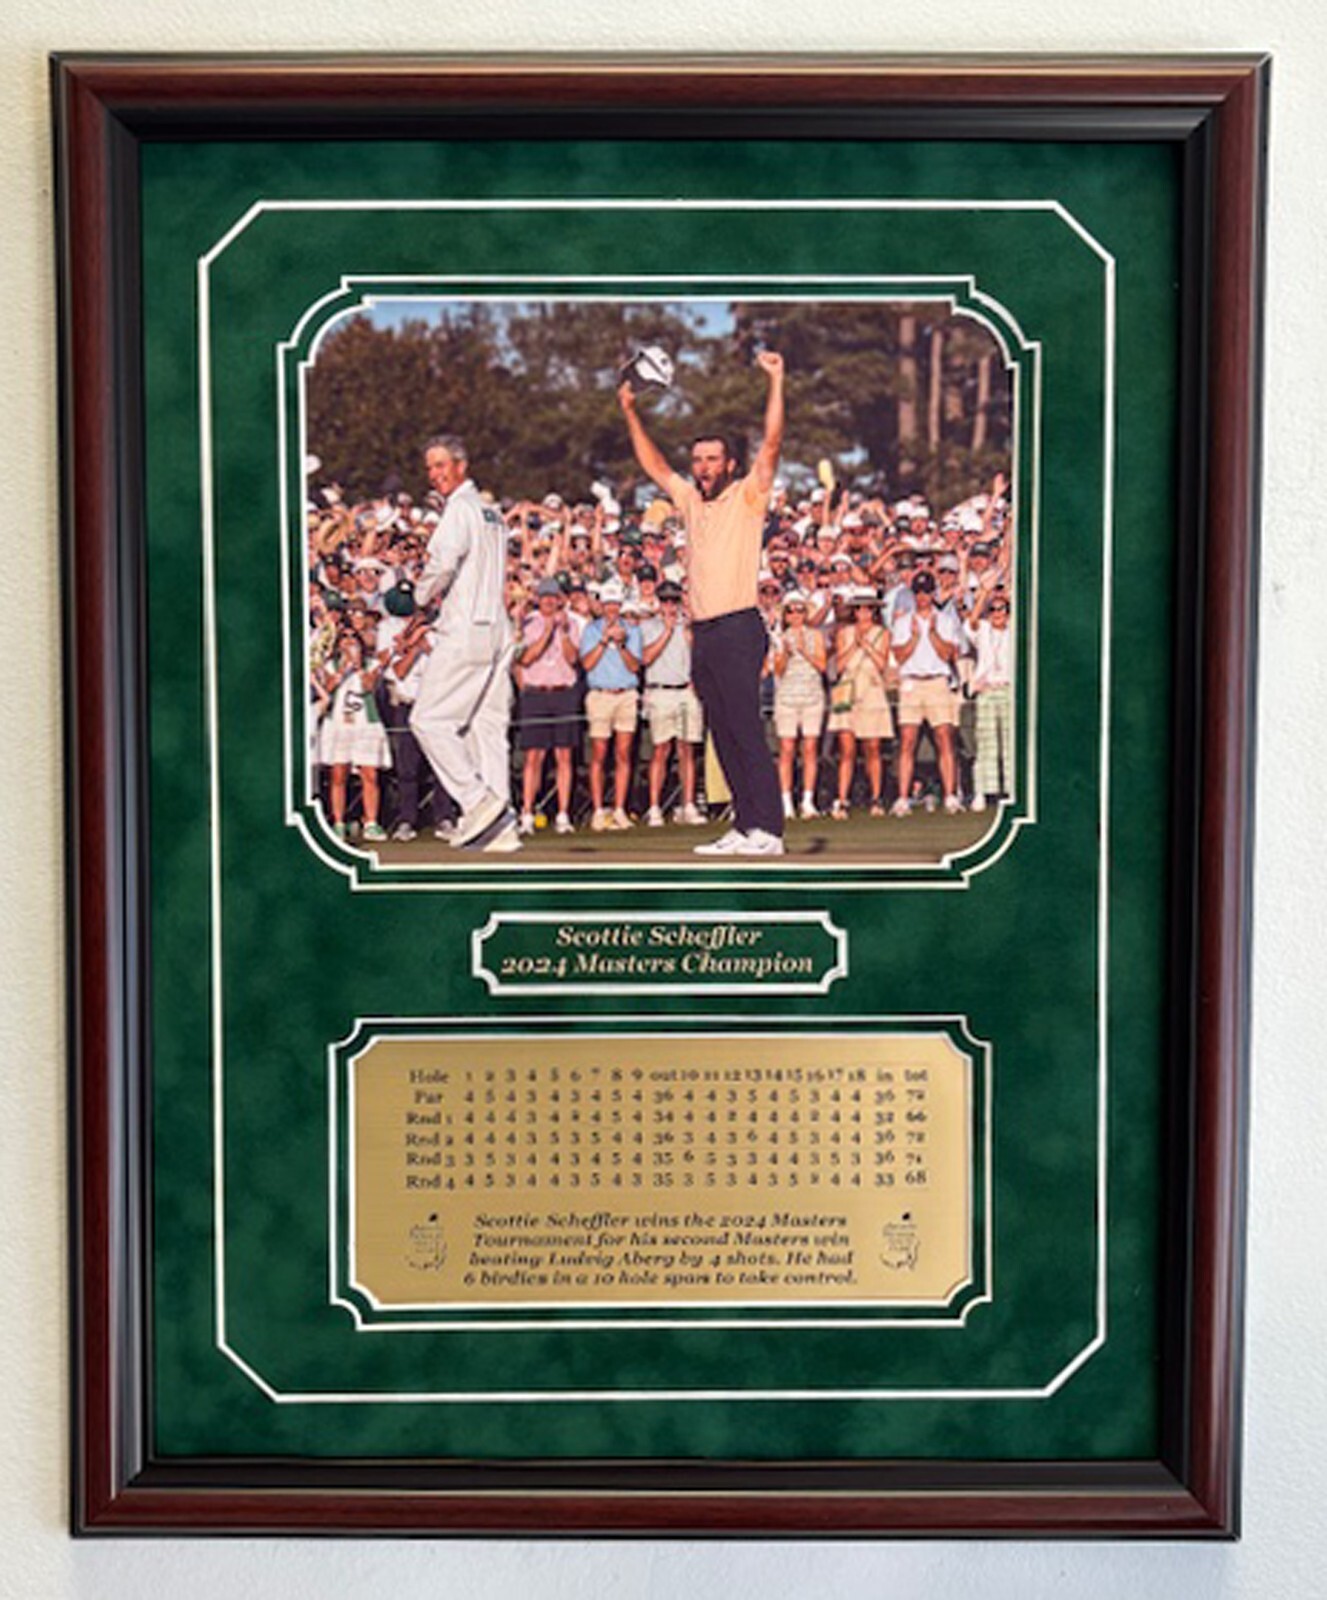 Scottie Scheffler
2024 Masters Champion
Hole 1 2 3 4 5 6 7 8 9 out 10 11 12 13 14 15 16 17 18 in tot
Par 4 5 4 3 4 3 4 5 4 36 4 4 3 5 4 5 3 4 4 36 72
Rnd 1 4 4 4 3 4 2 4 5 4 34 4 4 2 4 4 4 2 4 4 32 66
Rnd 2 4 4 4 3 5 3 5 4 4 36 3 4 3 6 4 5 3 4 4 36 72
Rnd 3 3 5 3 4 4 3 4 5 4 35 6 5 3 3 4 4 3 5 3 36 71
Rnd 4 4 5 3 4 4 3 5 4 3 35 3 5 3 4 3 5 2 4 4 33 68
Scottie Scheffler wins the 2024 Masters
Tournament for his second Masters win
beating Ludvig Aberg by 4 shots. He had
6 birdies in a 10 hole span to take control.